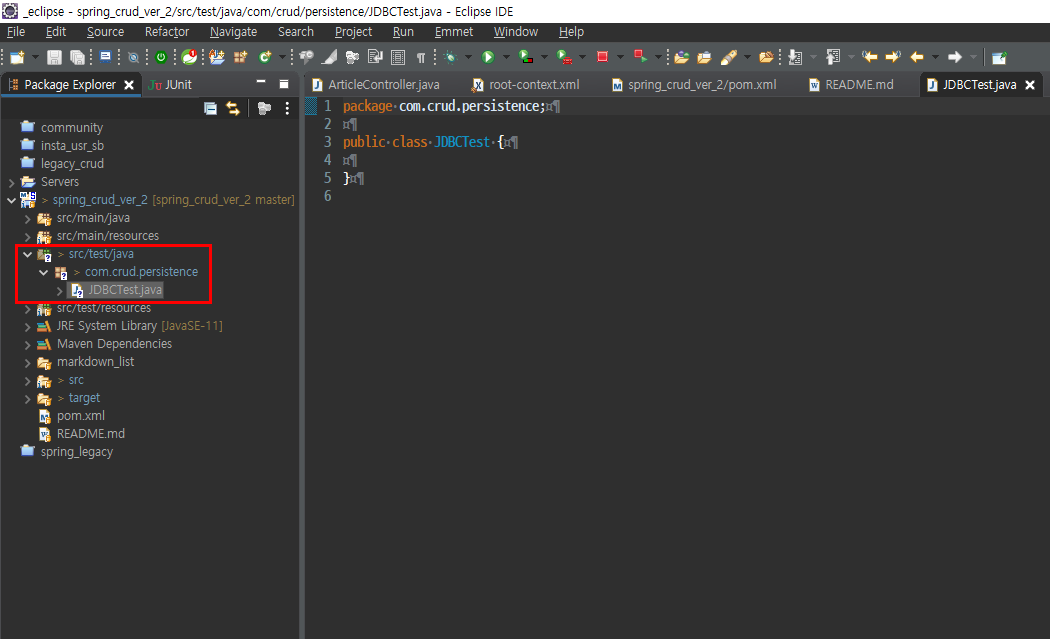 _eclipse - spring_crud_ver_2/src/test/java/com/crud/persistence/JDBCTest.java - Eclipse IDE
File Edit Source Refactor Navigate Search Project Run Emmet Window Help
Package Explorer JUnit
community
insta_usr_sb
legacy_crud
Servers
> spring_crud_ver_2 [spring_crud_ver_2 master]
src/main/java
src/main/resources
> src/test/java
> com.crud.persistence
JDBCTest.java
src/test/resources
JRE System Library [JavaSE-11]
Maven Dependencies
markdown_list
> src
> target
pom.xml
README.md
spring_legacy
ArticleController.java root-context.xml spring_crud_ver_2/pom.xml README.md JDBCTest.java
1 package·com.crud.persistence;¤¶
2 ¤¶
3 public·class·JDBCTest·{¤¶
4 ¤¶
5 }¤¶
6